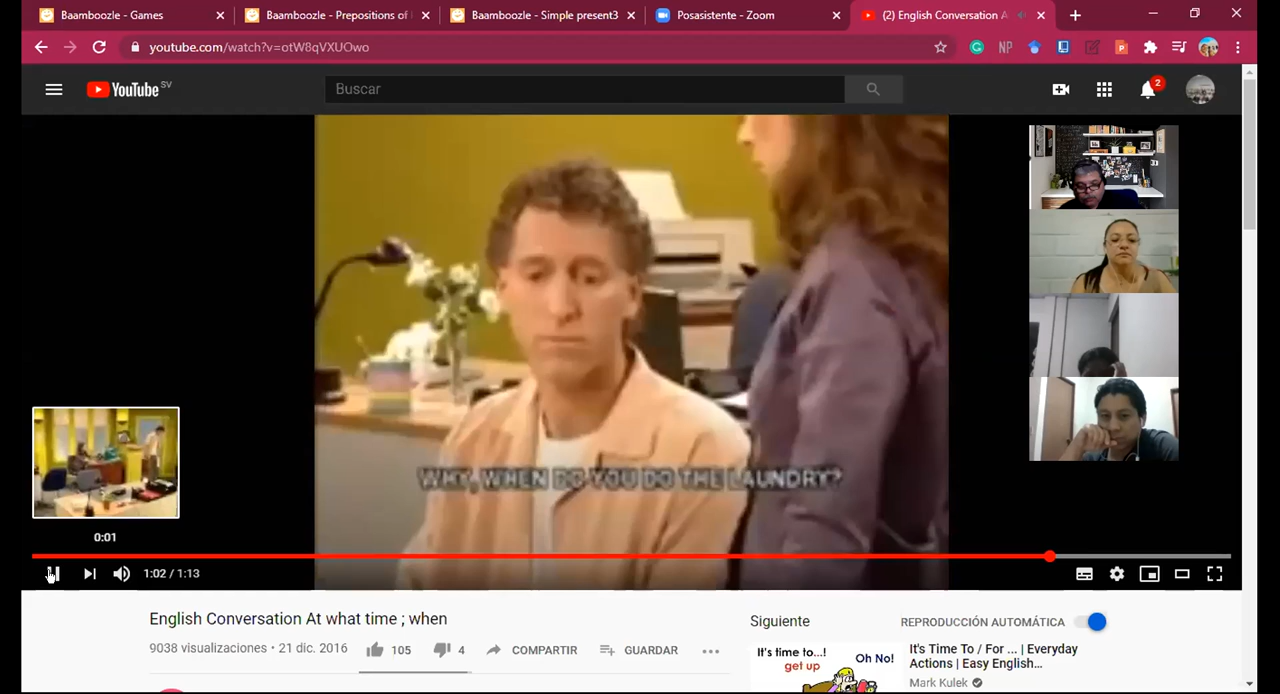 Baamboozle - Games
Baamboozle - Prepositions of
Baamboozle - Simple present3
Posasistente - Zoom
(2) English Conversation A
youtube.com/watch?v=otW8qVXUOwo
NP
YouTube SV
Buscar
2
WHY, WHEN DO YOU DO THE LAUNDRY?
0:01
1:02 / 1:13
English Conversation At what time ; when
9038 visualizaciones • 21 dic. 2016
105
4
COMPARTIR
GUARDAR
Siguiente
REPRODUCCIÓN AUTOMÁTICA
It's time to...!
get up
Oh No!
It's Time To / For ... | Everyday
Actions | Easy English...
Mark Kulek